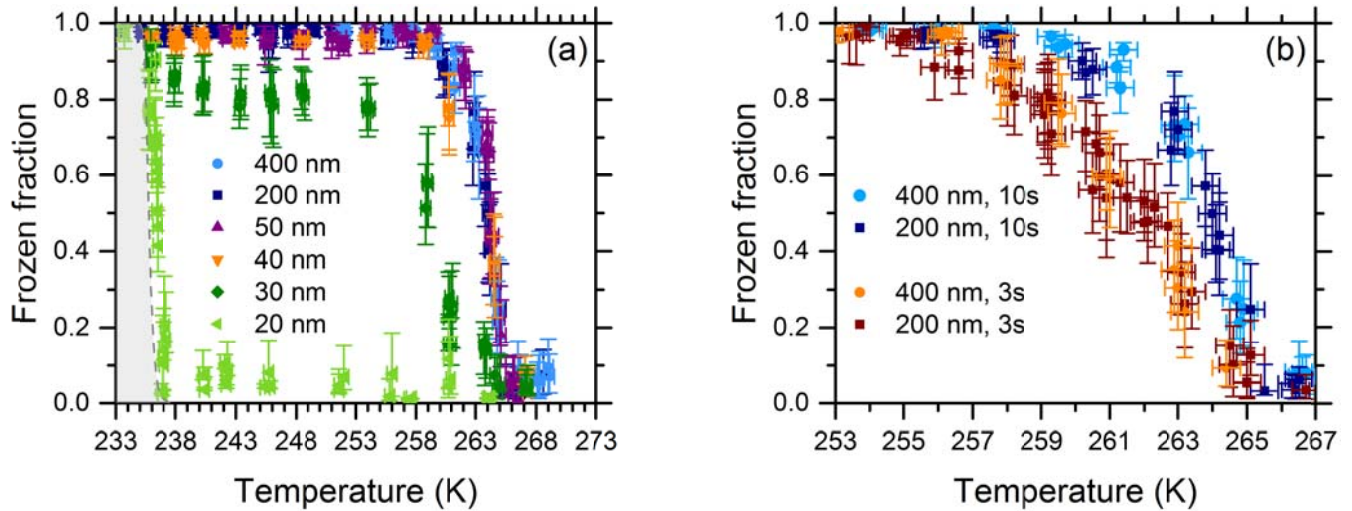 (a)
Frozen fraction
1.0
0.8
0.6
0.4
0.2
0.0
400 nm
200 nm
50 nm
40 nm
30 nm
20 nm
233 238 243 248 253 258 263 268 273
Temperature (K)
(b)
Frozen fraction
1.0
0.8
0.6
0.4
0.2
0.0
400 nm, 10s
200 nm, 10s
400 nm, 3s
200 nm, 3s
253 255 257 259 261 263 265 267
Temperature (K)